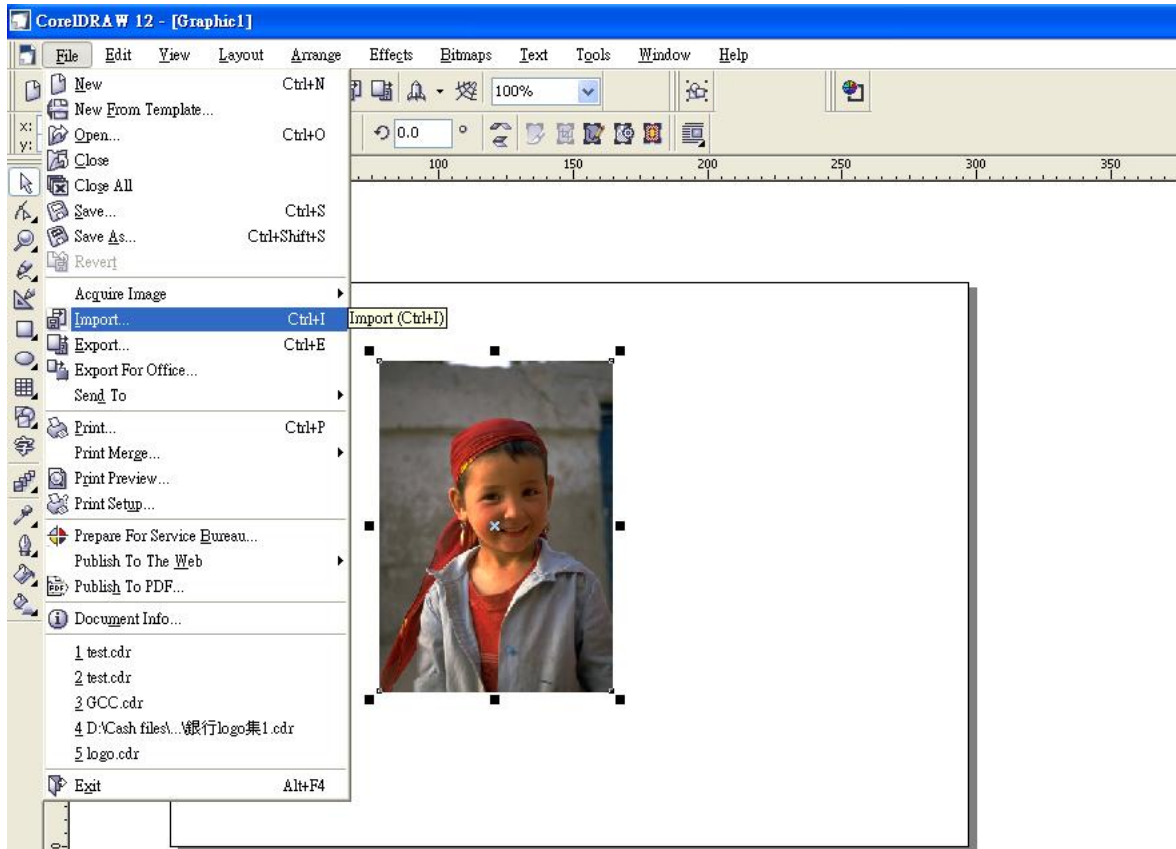 CorelDRAW 12 - [Graphic1]
File Edit View Layout Arrange Effects Bitmaps Text Tools Window Help
100%
x:
y:
0.0 °
New Ctrl+N
New From Template...
Open... Ctrl+O
Close
Close All
Save... Ctrl+S
Save As... Ctrl+Shift+S
Revert
Acquire Image
Import... Ctrl+I
Import (Ctrl+I)
Export... Ctrl+E
Export For Office...
Send To
Print... Ctrl+P
Print Merge...
Print Preview...
Print Setup...
Prepare For Service Bureau...
Publish To The Web
Publish To PDF...
Document Info...
1 test.cdr
2 test.cdr
3 GCC.cdr
4 D:\Cash files\...\銀行logo集1.cdr
5 logo.cdr
Exit Alt+F4
100 150 200 250 300 350
字
PDF
0